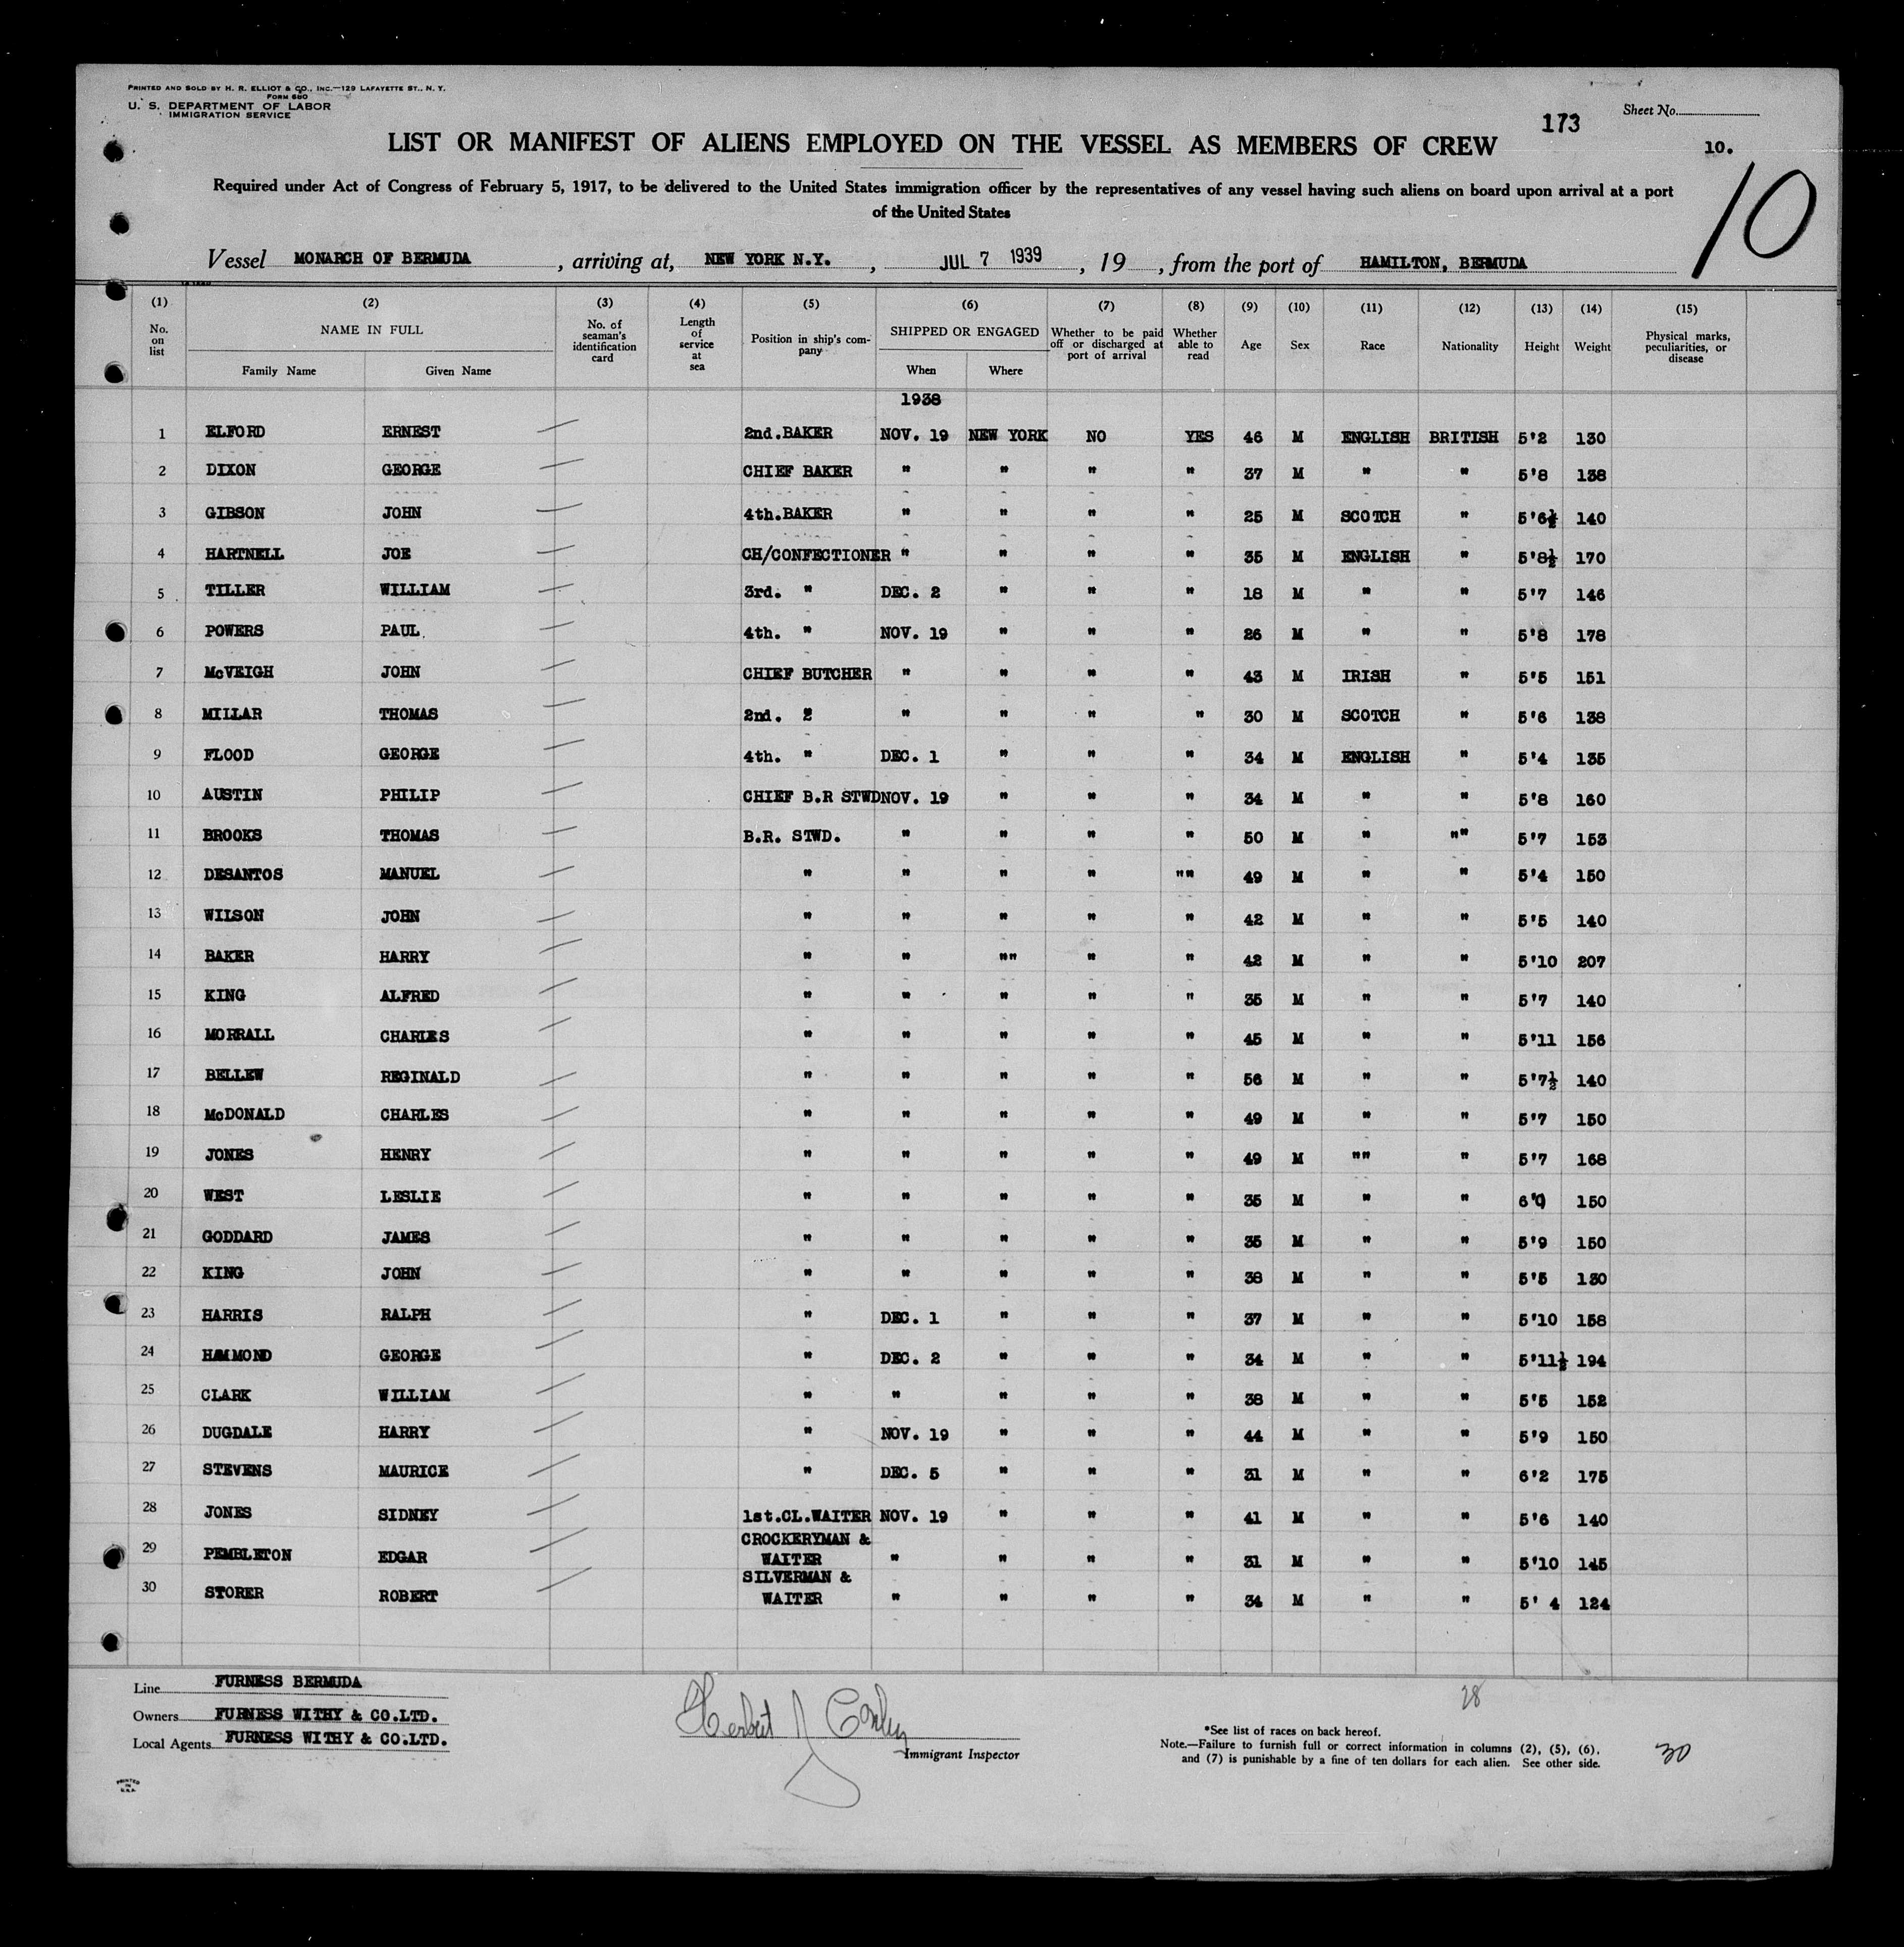 PRINTED AND SOLD BY H. R. ELLIOT & CO., INC.—129 LAFAYETTE ST., N. Y.
FORM 680
U. S. DEPARTMENT OF LABOR
IMMIGRATION SERVICE
Sheet No.
173
10.
10
LIST OR MANIFEST OF ALIENS EMPLOYED ON THE VESSEL AS MEMBERS OF CREW
Required under Act of Congress of February 5, 1917, to be delivered to the United States immigration officer by the representatives of any vessel having such aliens on board upon arrival at a port
of the United States
Vessel MONARCH OF BERMUDA , arriving at, NEW YORK N.Y. , JUL 7 1939 , 19 , from the port of HAMILTON, BERMUDA
(1) (2) (3) (4) (5) (6) (7) (8) (9) (10) (11) (12) (13) (14) (15)
No. on list NAME IN FULL Family Name Given Name No. of seaman's identification card Length of service at sea Position in ship's company SHIPPED OR ENGAGED When Where Whether to be paid off or discharged at port of arrival Whether able to read Age Sex Race Nationality Height Weight Physical marks, peculiarities, or disease
1938
1 ELFORD ERNEST 2nd.BAKER NOV. 19 NEW YORK NO YES 46 M ENGLISH BRITISH 5'2 130
2 DIXON GEORGE CHIEF BAKER " " " " 37 M " " 5'8 138
3 GIBSON JOHN 4th.BAKER " " " " 25 M SCOTCH " 5'6½ 140
4 HARTNELL JOE CH/CONFECTIONER " " " " 35 M ENGLISH " 5'8½ 170
5 TILLER WILLIAM 3rd. " DEC. 2 " " " 18 M " " 5'7 146
6 POWERS PAUL 4th. " NOV. 19 " " " 26 M " " 5'8 178
7 McVEIGH JOHN CHIEF BUTCHER " " " " 43 M IRISH " 5'5 151
8 MILLAR THOMAS 2nd. 2 " " " " 30 M SCOTCH " 5'6 138
9 FLOOD GEORGE 4th. " DEC. 1 " " " 34 M ENGLISH " 5'4 135
10 AUSTIN PHILIP CHIEF B.R STWD NOV. 19 " " " 34 M " " 5'8 160
11 BROOKS THOMAS B.R. STWD. " " " " 50 M " "" 5'7 153
12 DESANTOS MANUEL " " " " "" 49 M " " 5'4 150
13 WILSON JOHN " " " " " 42 M " " 5'5 140
14 BAKER HARRY " " "" " " 42 M " " 5'10 207
15 KING ALFRED " " " " " 35 M " " 5'7 140
16 MORRALL CHARLES " " " " " 45 M " " 5'11 156
17 BELLEW REGINALD " " " " " 56 M " " 5'7½ 140
18 McDONALD CHARLES " " " " " 49 M " " 5'7 150
19 JONES HENRY " " " " " 49 M "" " 5'7 168
20 WEST LESLIE " " " " " 35 M " " 6'0 150
21 GODDARD JAMES " " " " " 35 M " " 5'9 150
22 KING JOHN " " " " " 38 M " " 5'5 130
23 HARRIS RALPH " DEC. 1 " " " 37 M " " 5'10 158
24 HAMMOND GEORGE " DEC. 2 " " " 34 M " " 5'11½ 194
25 CLARK WILLIAM " " " " " 38 M " " 5'5 152
26 DUGDALE HARRY " NOV. 19 " " " 44 M " " 5'9 150
27 STEVENS MAURICE " DEC. 5 " " " 31 M " " 6'2 175
28 JONES SIDNEY 1st.CL.WAITER NOV. 19 " " " 41 M " " 5'6 140
29 PEMBLETON EDGAR CROCKERYMAN & WAITER " " " " 31 M " " 5'10 145
30 STORER ROBERT SILVERMAN & WAITER " " " " 34 M " " 5' 4 124
Line FURNESS BERMUDA
Owners FURNESS WITHY & CO.LTD.
Local Agents FURNESS WITHY & CO.LTD.
Herbert J Conley
Immigrant Inspector
28
30
*See list of races on back hereof.
Note.—Failure to furnish full or correct information in columns (2), (5), (6),
and (7) is punishable by a fine of ten dollars for each alien. See other side.
PRINTED
IN
U.S.A.